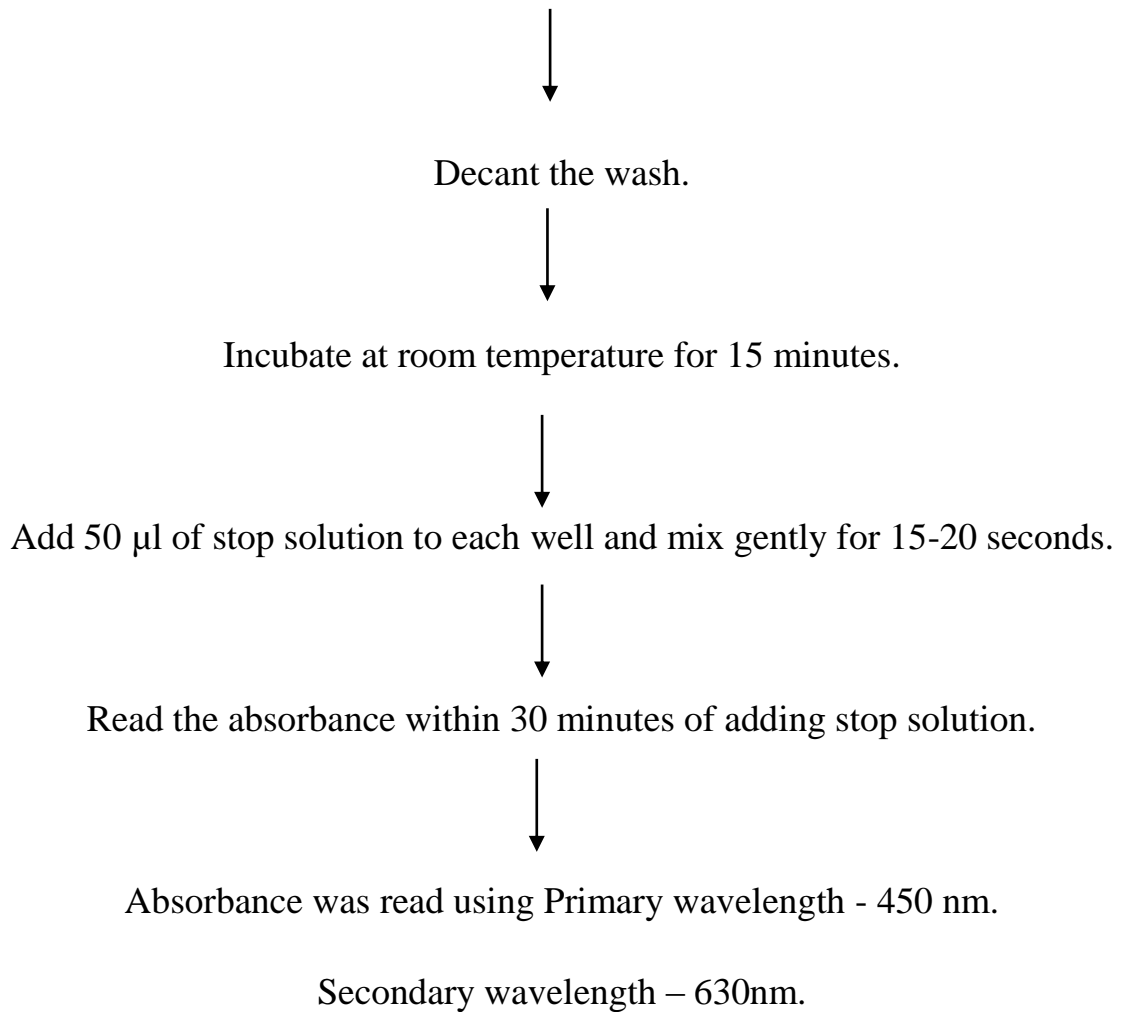 Decant the wash.
Incubate at room temperature for 15 minutes.
Add 50 µl of stop solution to each well and mix gently for 15-20 seconds.
Read the absorbance within 30 minutes of adding stop solution.
Absorbance was read using Primary wavelength - 450 nm.
Secondary wavelength – 630nm.